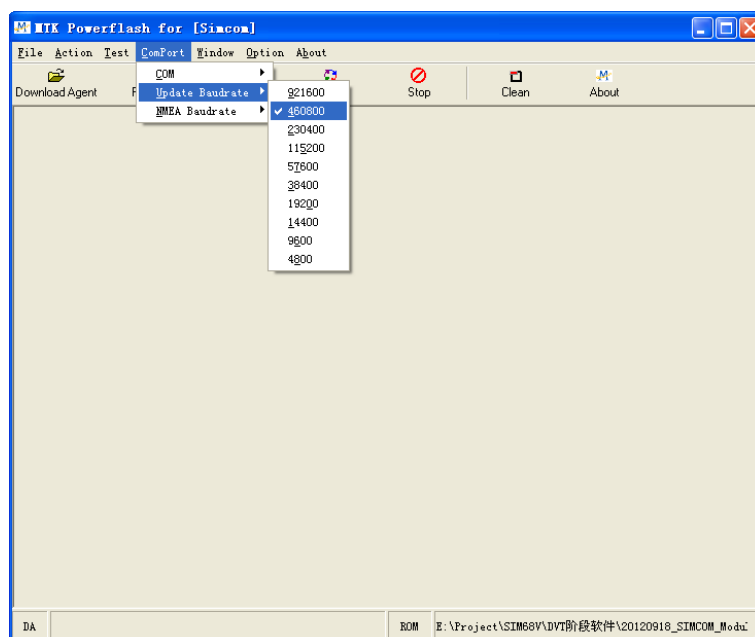 MTK Powerflash for [Simcom]
File Action Test ComPort Window Option About
COM
Update Baudrate
NMEA Baudrate
Download Agent
Stop
Clean
About
921600
460800
230400
115200
57600
38400
19200
14400
9600
4800
DA
ROM
E:\Project\SIM68V\DVT阶段软件\20120918_SIMCOM_Modu